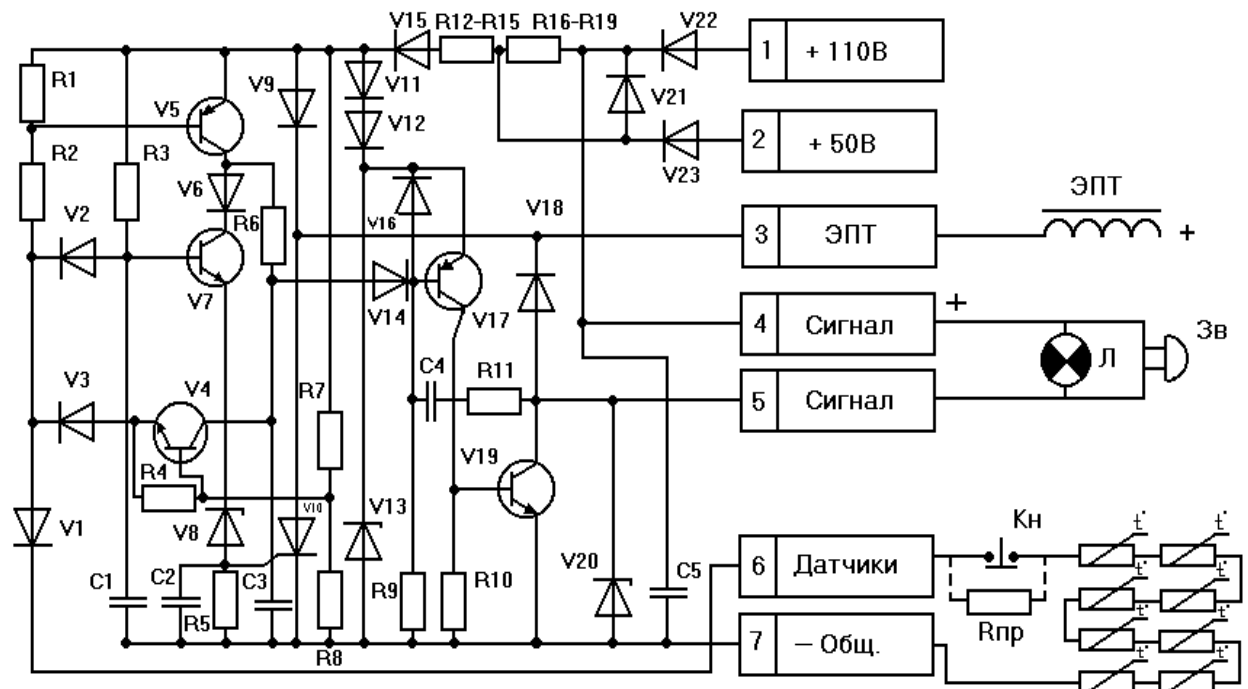 V15 R12-R15 R16-R19 V22
1 + 110В
R1 V9 V11
V5 V21
V12
2 + 50В
R2 R3
V23
V6 ЭПТ
V2 R6 V16 V18
3 ЭПТ +
V7 V14 V17
4 Сигнал + Зв
V3 V4 C4 R11 Л
R7
5 Сигнал
R4 V19
V1 V8 V10 V13 Кн t° t°
V20
6 Датчики
C1 C2 C3 R9 R10 C5
t° t°
R5 Rпр
t° t°
R8 7 — Общ.
t° t°